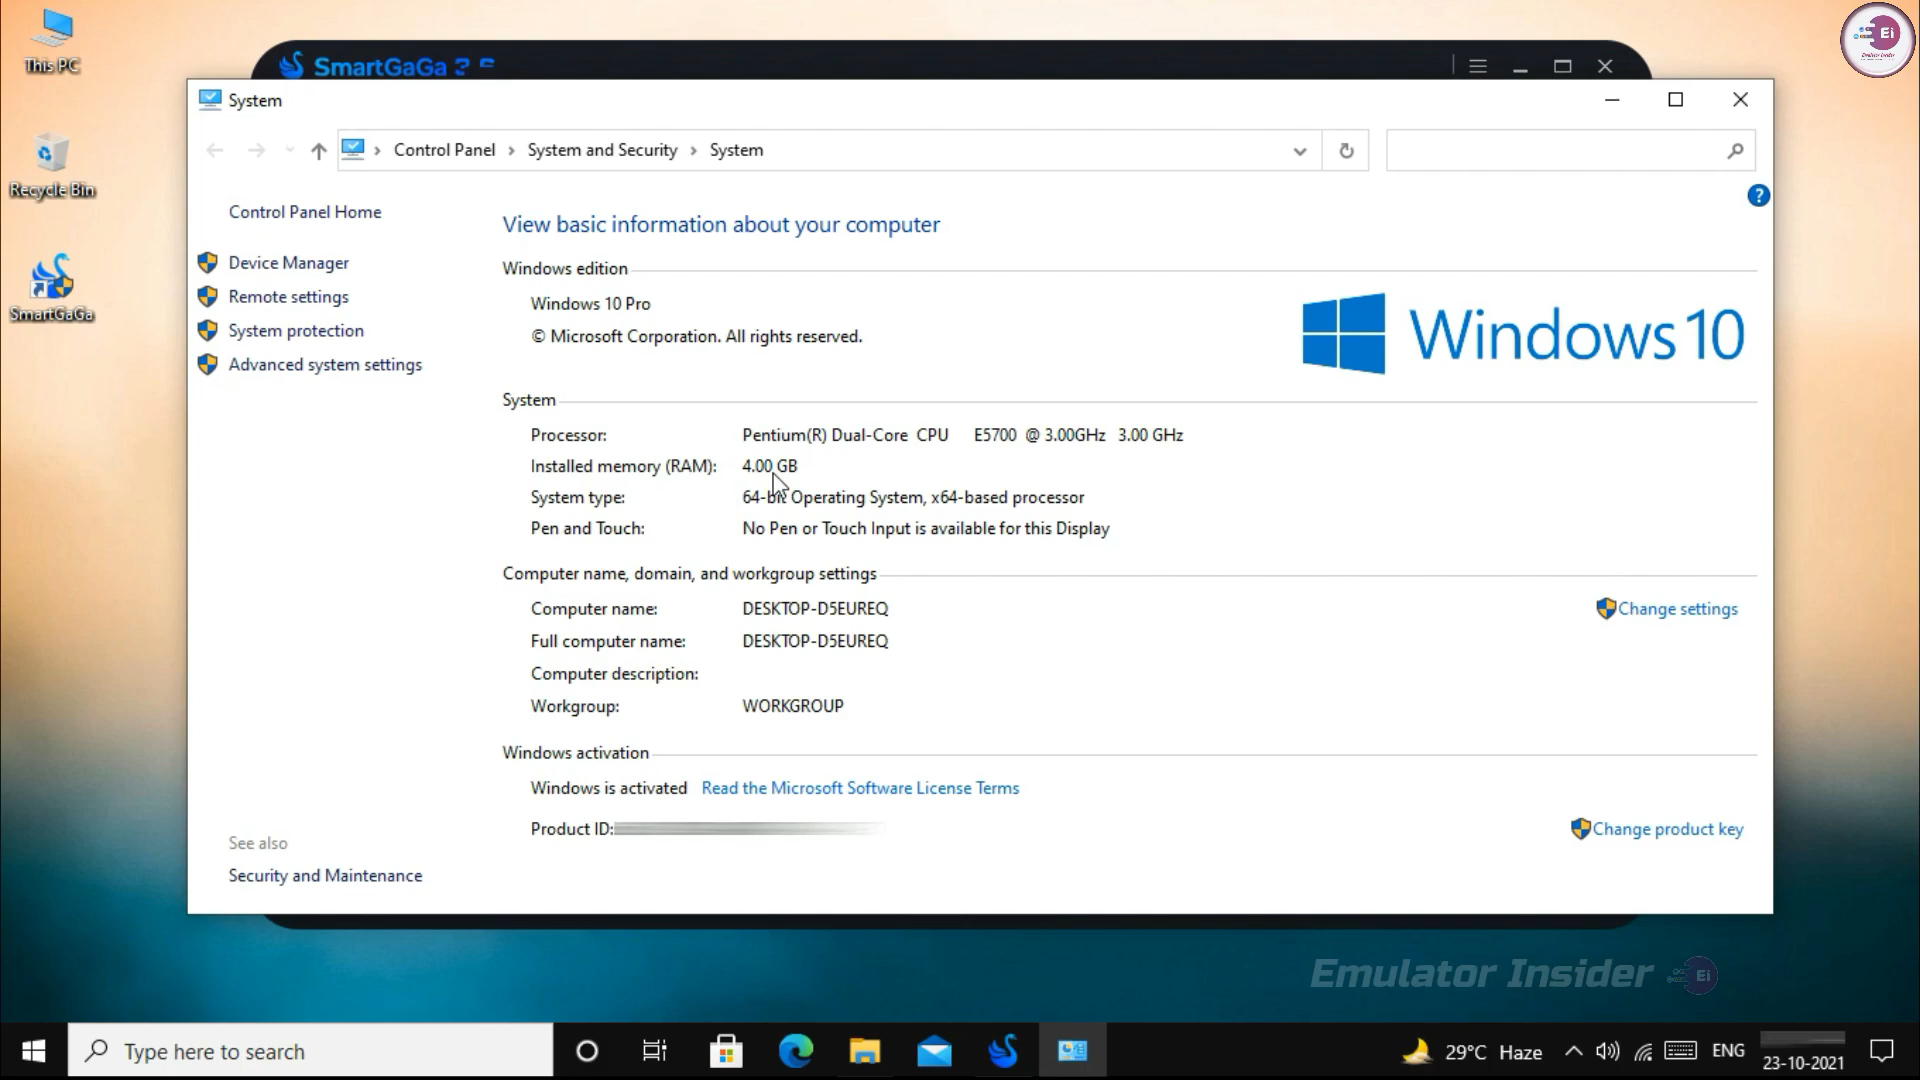 This PC
Recycle Bin
SmartGaGa
SmartGaGa
System
Control Panel > System and Security > System
Control Panel Home
Device Manager
Remote settings
System protection
Advanced system settings
See also
Security and Maintenance
View basic information about your computer
Windows edition
Windows 10 Pro
© Microsoft Corporation. All rights reserved.
Windows 10
System
Processor: Pentium(R) Dual-Core CPU E5700 @ 3.00GHz 3.00 GHz
Installed memory (RAM): 4.00 GB
System type: 64-bit Operating System, x64-based processor
Pen and Touch: No Pen or Touch Input is available for this Display
Computer name, domain, and workgroup settings
Computer name: DESKTOP-D5EUREQ
Change settings
Full computer name: DESKTOP-D5EUREQ
Computer description:
Workgroup: WORKGROUP
Windows activation
Windows is activated Read the Microsoft Software License Terms
Product ID:
Change product key
Emulator Insider Ei
Ei
Type here to search
29°C Haze
ENG
23-10-2021